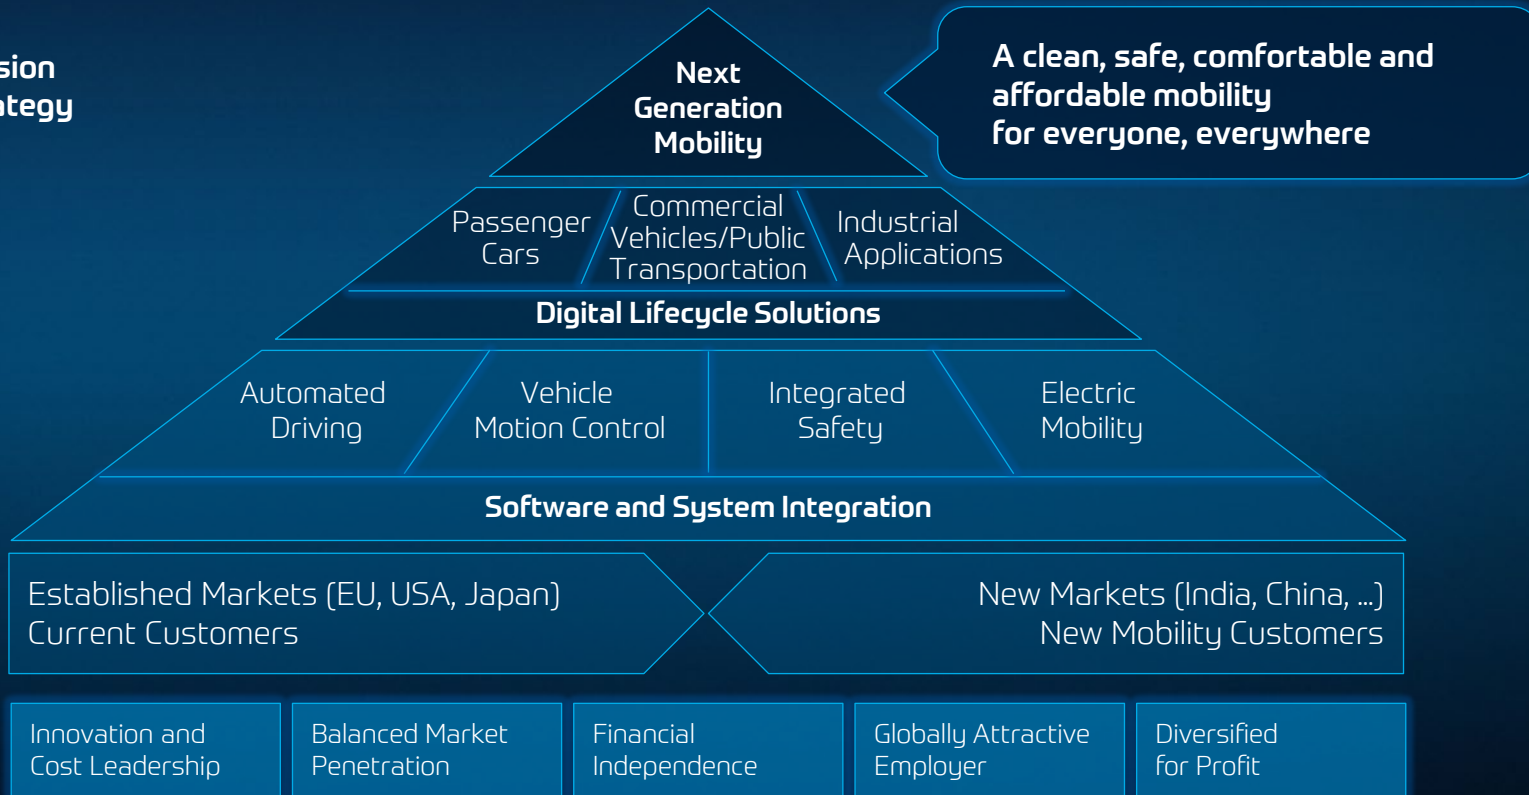 sion
ategy
Next
Generation
Mobility
A clean, safe, comfortable and
affordable mobility
for everyone, everywhere
Passenger
Cars
Commercial
Vehicles/Public
Transportation
Industrial
Applications
Digital Lifecycle Solutions
Automated
Driving
Vehicle
Motion Control
Integrated
Safety
Electric
Mobility
Software and System Integration
Established Markets (EU, USA, Japan)
Current Customers
New Markets (India, China, ...)
New Mobility Customers
Innovation and
Cost Leadership
Balanced Market
Penetration
Financial
Independence
Globally Attractive
Employer
Diversified
for Profit